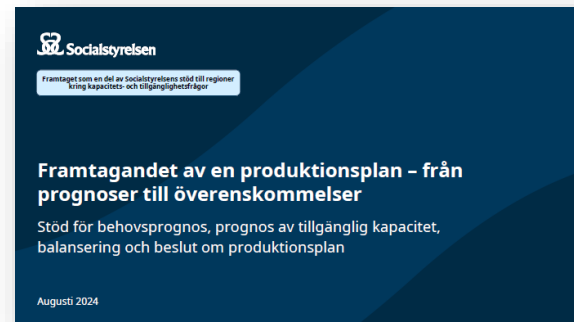 Socialstyrelsen
Framtaget som en del av Socialstyrelsens stöd till regioner
kring kapacitets- och tillgänglighetsfrågor
Framtagandet av en produktionsplan – från
prognoser till överenskommelser
Stöd för behovsprognos, prognos av tillgänglig kapacitet,
balansering och beslut om produktionsplan
Augusti 2024